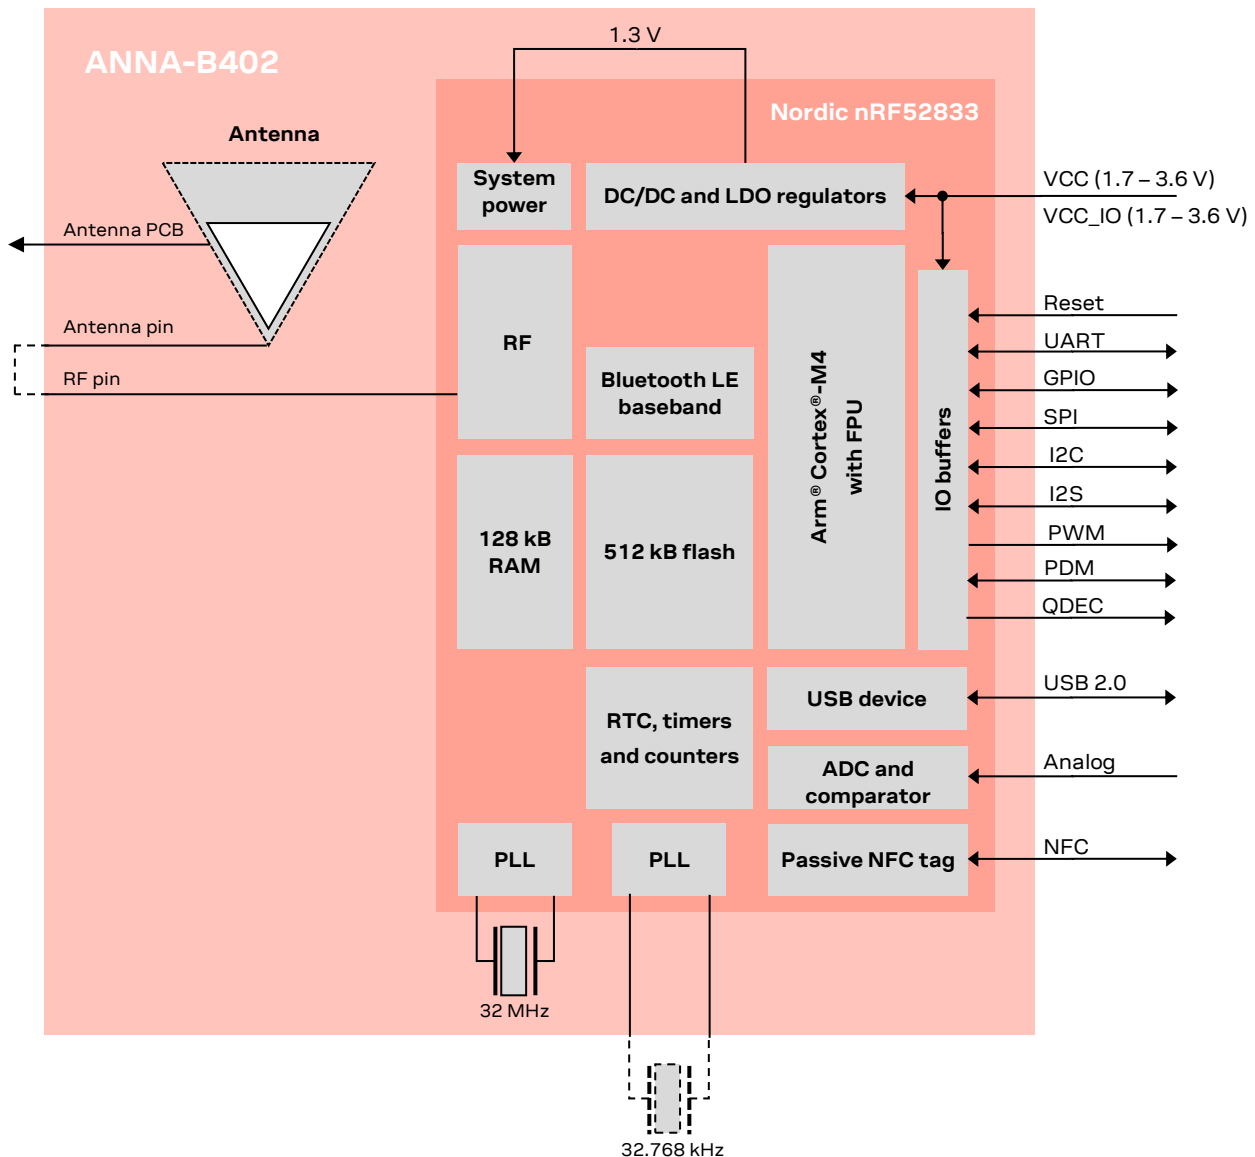 1.3 V
ANNA-B402
Nordic nRF52833
Antenna
System
power
DC/DC and LDO regulators
VCC (1.7 – 3.6 V)
VCC_IO (1.7 – 3.6 V)
Antenna PCB
Antenna pin
RF pin
RF
Bluetooth LE
baseband
Arm® Cortex®-M4
with FPU
IO buffers
Reset
UART
GPIO
SPI
I2C
I2S
PWM
PDM
QDEC
128 kB
RAM
512 kB flash
RTC, timers
and counters
USB device
USB 2.0
ADC and
comparator
Analog
PLL
PLL
Passive NFC tag
NFC
32 MHz
32.768 kHz